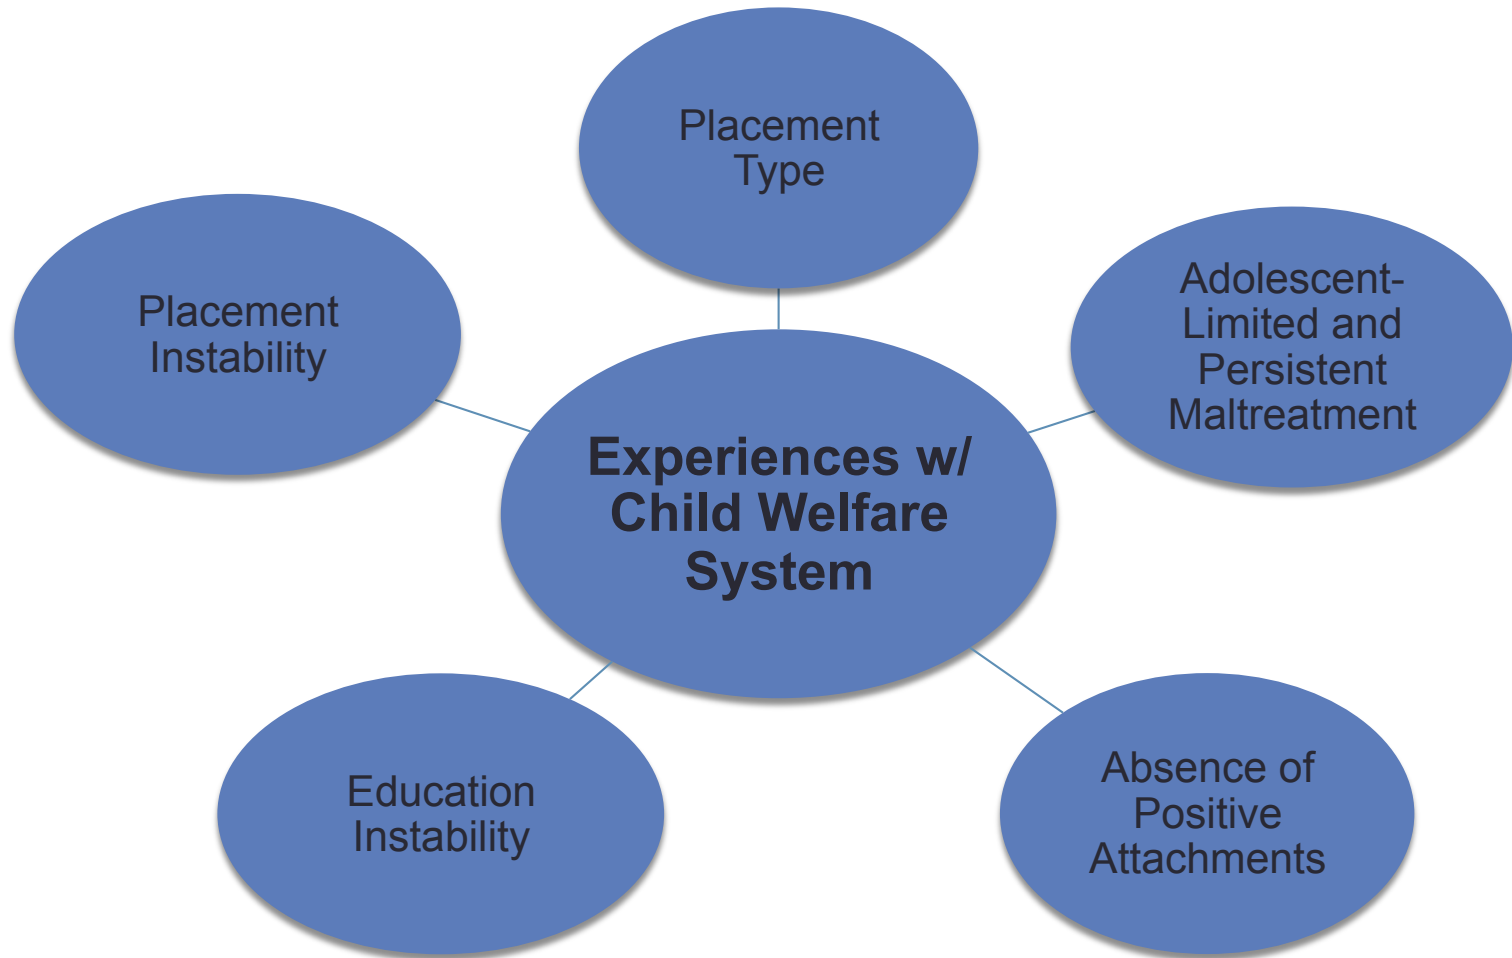 Placement
Type
Placement
Instability
Adolescent-
Limited and
Persistent
Maltreatment
Experiences w/
Child Welfare
System
Education
Instability
Absence of
Positive
Attachments